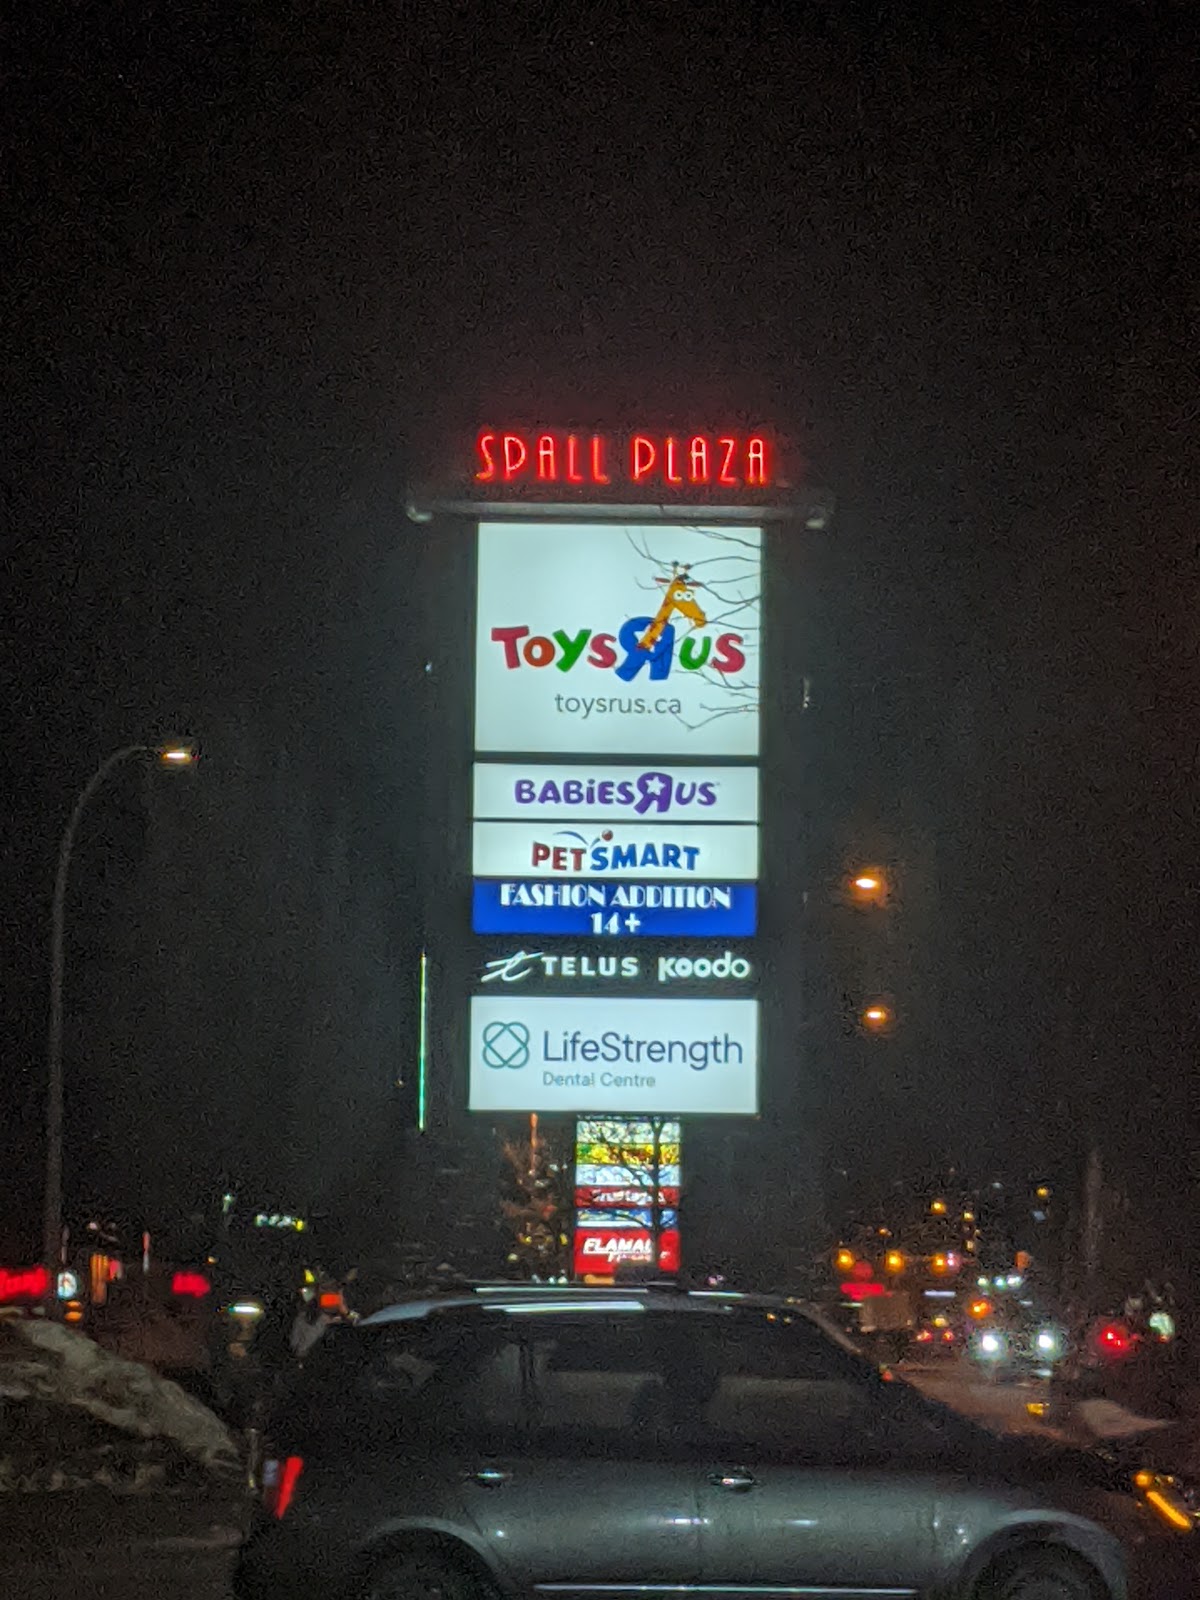 SPALL PLAZA
TOYSRUS
toysrus.ca
BABIESRUS
PETSMART
FASHION ADDITION
14+
TELUS koodo
LifeStrength
Dental Centre